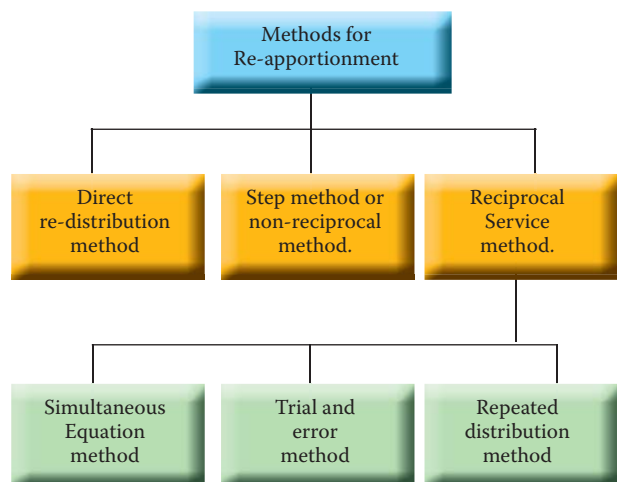 Methods for
Re-apportionment
Direct
re-distribution
method
Step method or
non-reciprocal
method.
Reciprocal
Service
method.
Simultaneous
Equation
method
Trial and
error
method
Repeated
distribution
method